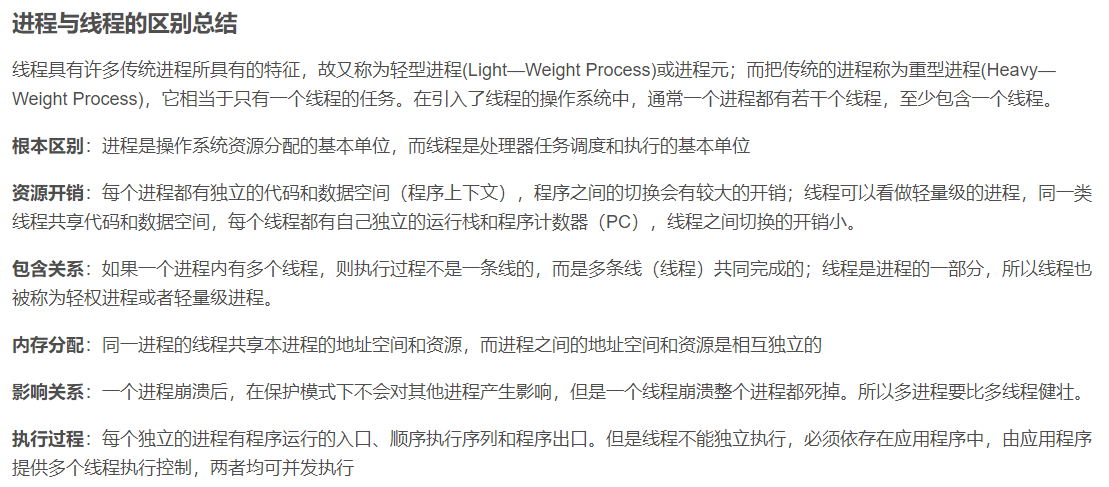 进程与线程的区别总结
线程具有许多传统进程所具有的特征，故又称为轻型进程(Light—Weight Process)或进程元；而把传统的进程称为重型进程(Heavy—
Weight Process)，它相当于只有一个线程的任务。在引入了线程的操作系统中，通常一个进程都有若干个线程，至少包含一个线程。
根本区别：进程是操作系统资源分配的基本单位，而线程是处理器任务调度和执行的基本单位
资源开销：每个进程都有独立的代码和数据空间（程序上下文），程序之间的切换会有较大的开销；线程可以看做轻量级的进程，同一类
线程共享代码和数据空间，每个线程都有自己独立的运行栈和程序计数器（PC），线程之间切换的开销小。
包含关系：如果一个进程内有多个线程，则执行过程不是一条线的，而是多条线（线程）共同完成的；线程是进程的一部分，所以线程也
被称为轻权进程或者轻量级进程。
内存分配：同一进程的线程共享本进程的地址空间和资源，而进程之间的地址空间和资源是相互独立的
影响关系：一个进程崩溃后，在保护模式下不会对其他进程产生影响，但是一个线程崩溃整个进程都死掉。所以多进程要比多线程健壮。
执行过程：每个独立的进程有程序运行的入口、顺序执行序列和程序出口。但是线程不能独立执行，必须依存在应用程序中，由应用程序
提供多个线程执行控制，两者均可并发执行